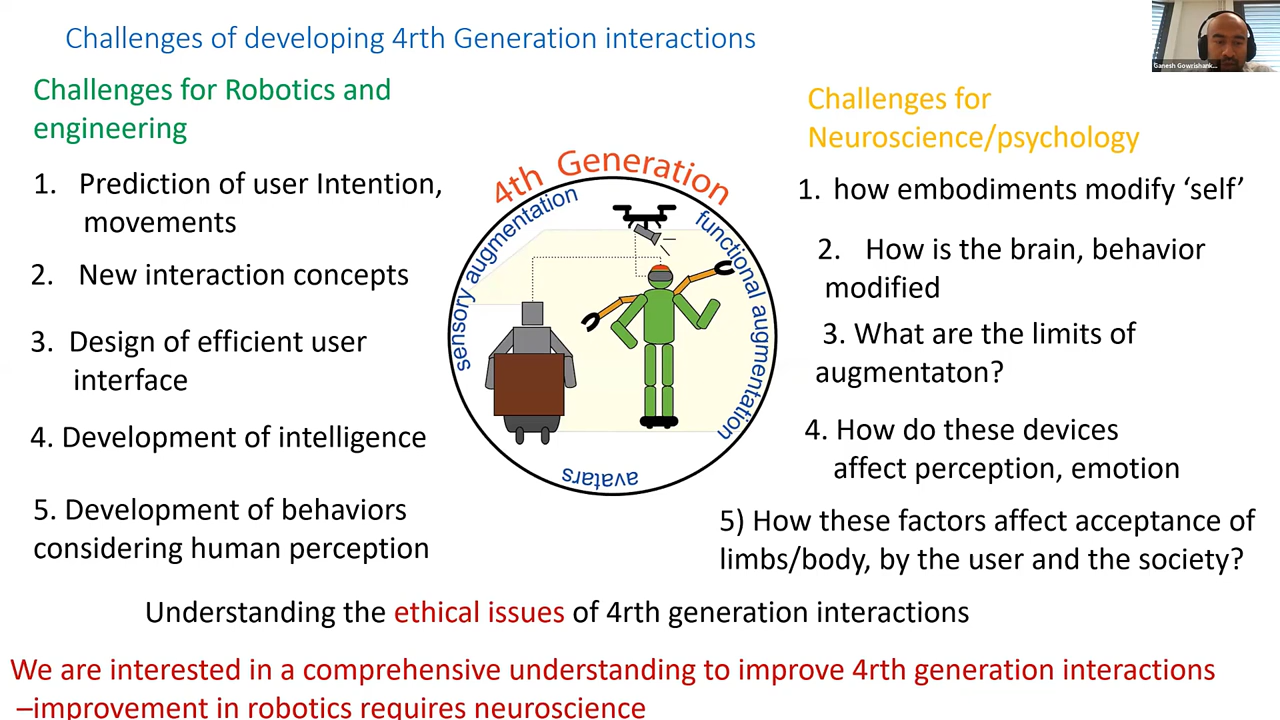 Challenges of developing 4rth Generation interactions
Ganesh Gowrishank...
Challenges for Robotics and
engineering
1. Prediction of user Intention,
movements
2. New interaction concepts
3. Design of efficient user
interface
4. Development of intelligence
5. Development of behaviors
considering human perception
4th Generation
sensory augmentation
functional augmentation
avatars
Challenges for
Neuroscience/psychology
1. how embodiments modify ‘self’
2. How is the brain, behavior
modified
3. What are the limits of
augmentaton?
4. How do these devices
affect perception, emotion
5) How these factors affect acceptance of
limbs/body, by the user and the society?
Understanding the ethical issues of 4rth generation interactions
We are interested in a comprehensive understanding to improve 4rth generation interactions
–improvement in robotics requires neuroscience